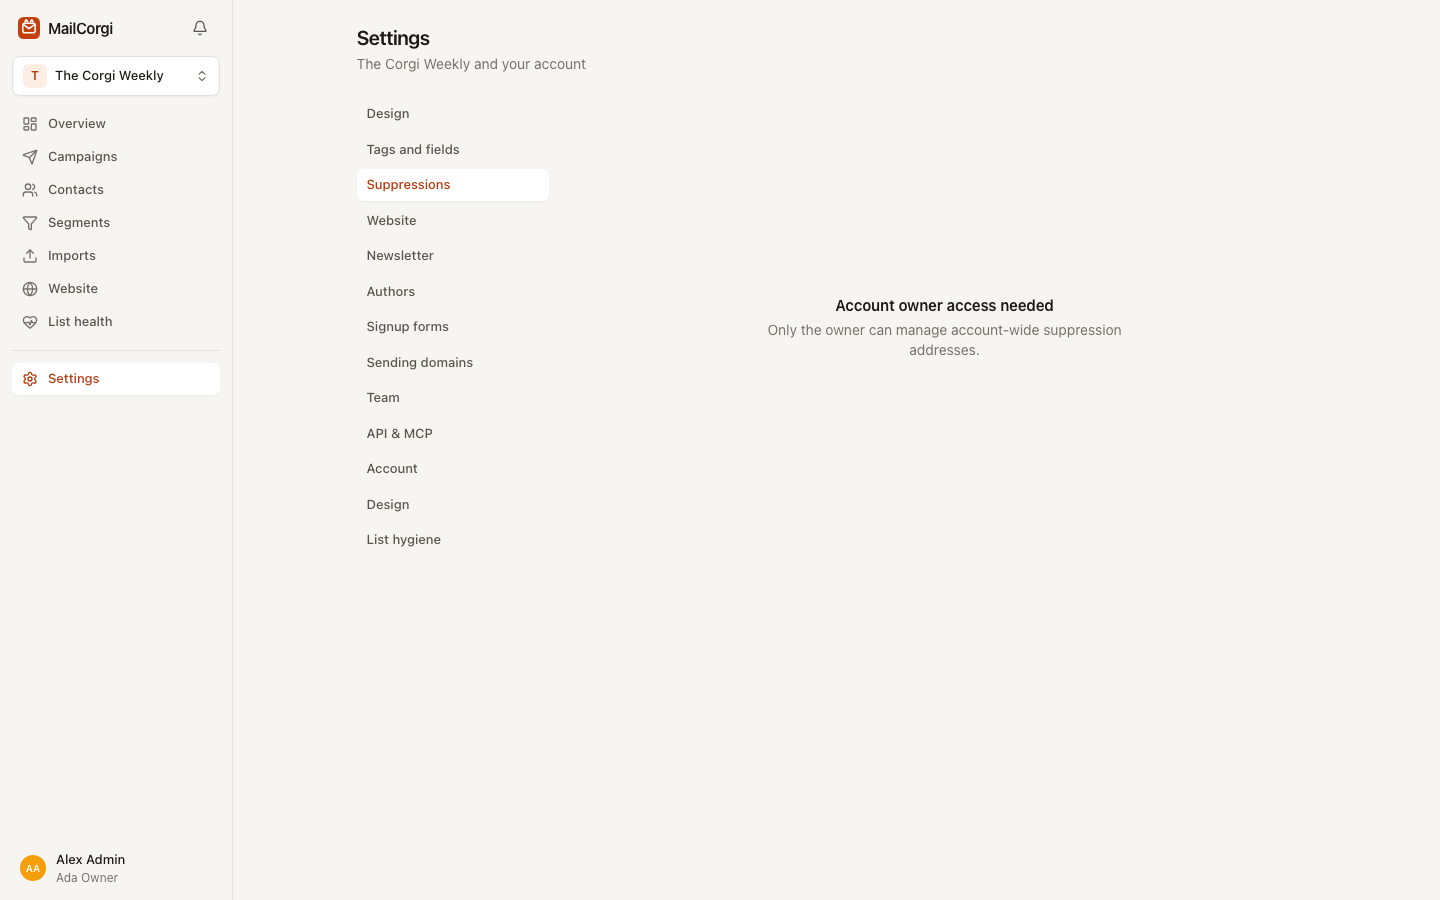 MailCorgi
T
The Corgi Weekly
Overview
Campaigns
Contacts
Segments
Imports
Website
List health
Settings
AA
Alex Admin
Ada Owner
Settings
The Corgi Weekly and your account
Design
Tags and fields
Suppressions
Website
Newsletter
Authors
Signup forms
Sending domains
Team
API & MCP
Account
Design
List hygiene
Account owner access needed
Only the owner can manage account-wide suppression
addresses.